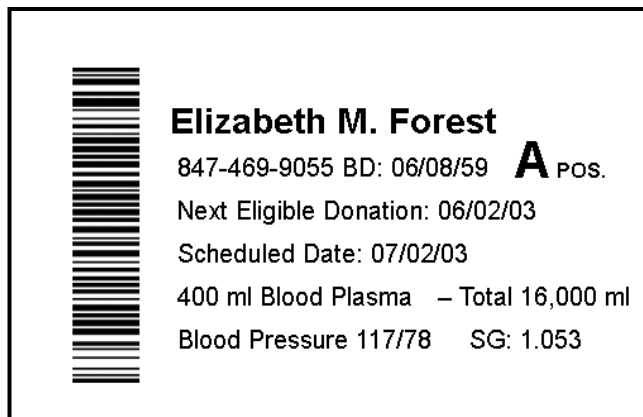 Elizabeth M. Forest
847-469-9055 BD: 06/08/59 A POS.
Next Eligible Donation: 06/02/03
Scheduled Date: 07/02/03
400 ml Blood Plasma – Total 16,000 ml
Blood Pressure 117/78 SG: 1.053